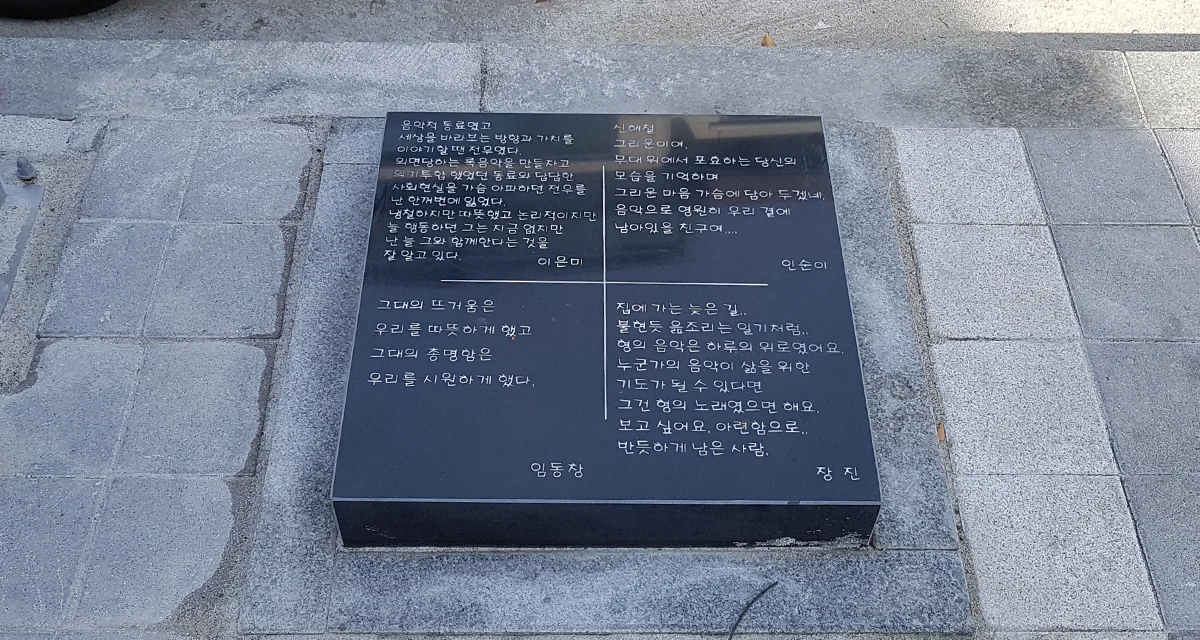 음악적 동료였고
세상을 바라보는 방향과 가치를
이야기할 땐 전우였다.
외면당하는 록음악을 만들자고
의기투합 했었던 동료와 답답한
사회현실을 가슴 아파하던 전우를
난 한꺼번에 잃었다.
냉철하지만 따뜻했고 논리적이지만
늘 행동하던 그는 지금 없지만
난 늘 그와 함께한다는 것을
잘 알고 있다.
이은미
신해철
그리운이여,
무대 위에서 포효하는 당신의
모습을 기억하며
그리운 마음 가슴에 담아 두겠네.
음악으로 영원히 우리 곁에
남아있을 친구여....
인순이
그대의 뜨거움은
우리를 따뜻하게 했고
그대의 총명함은
우리를 시원하게 했다.
임동창
집에 가는 늦은 길..
불현듯 읊조리는 일기처럼..
형의 음악은 하루의 위로였어요.
누군가의 음악이 삶을 위한
기도가 될 수 있다면
그건 형의 노래였으면 해요.
보고 싶어요. 아련함으로..
반듯하게 남은 사람.
장 진